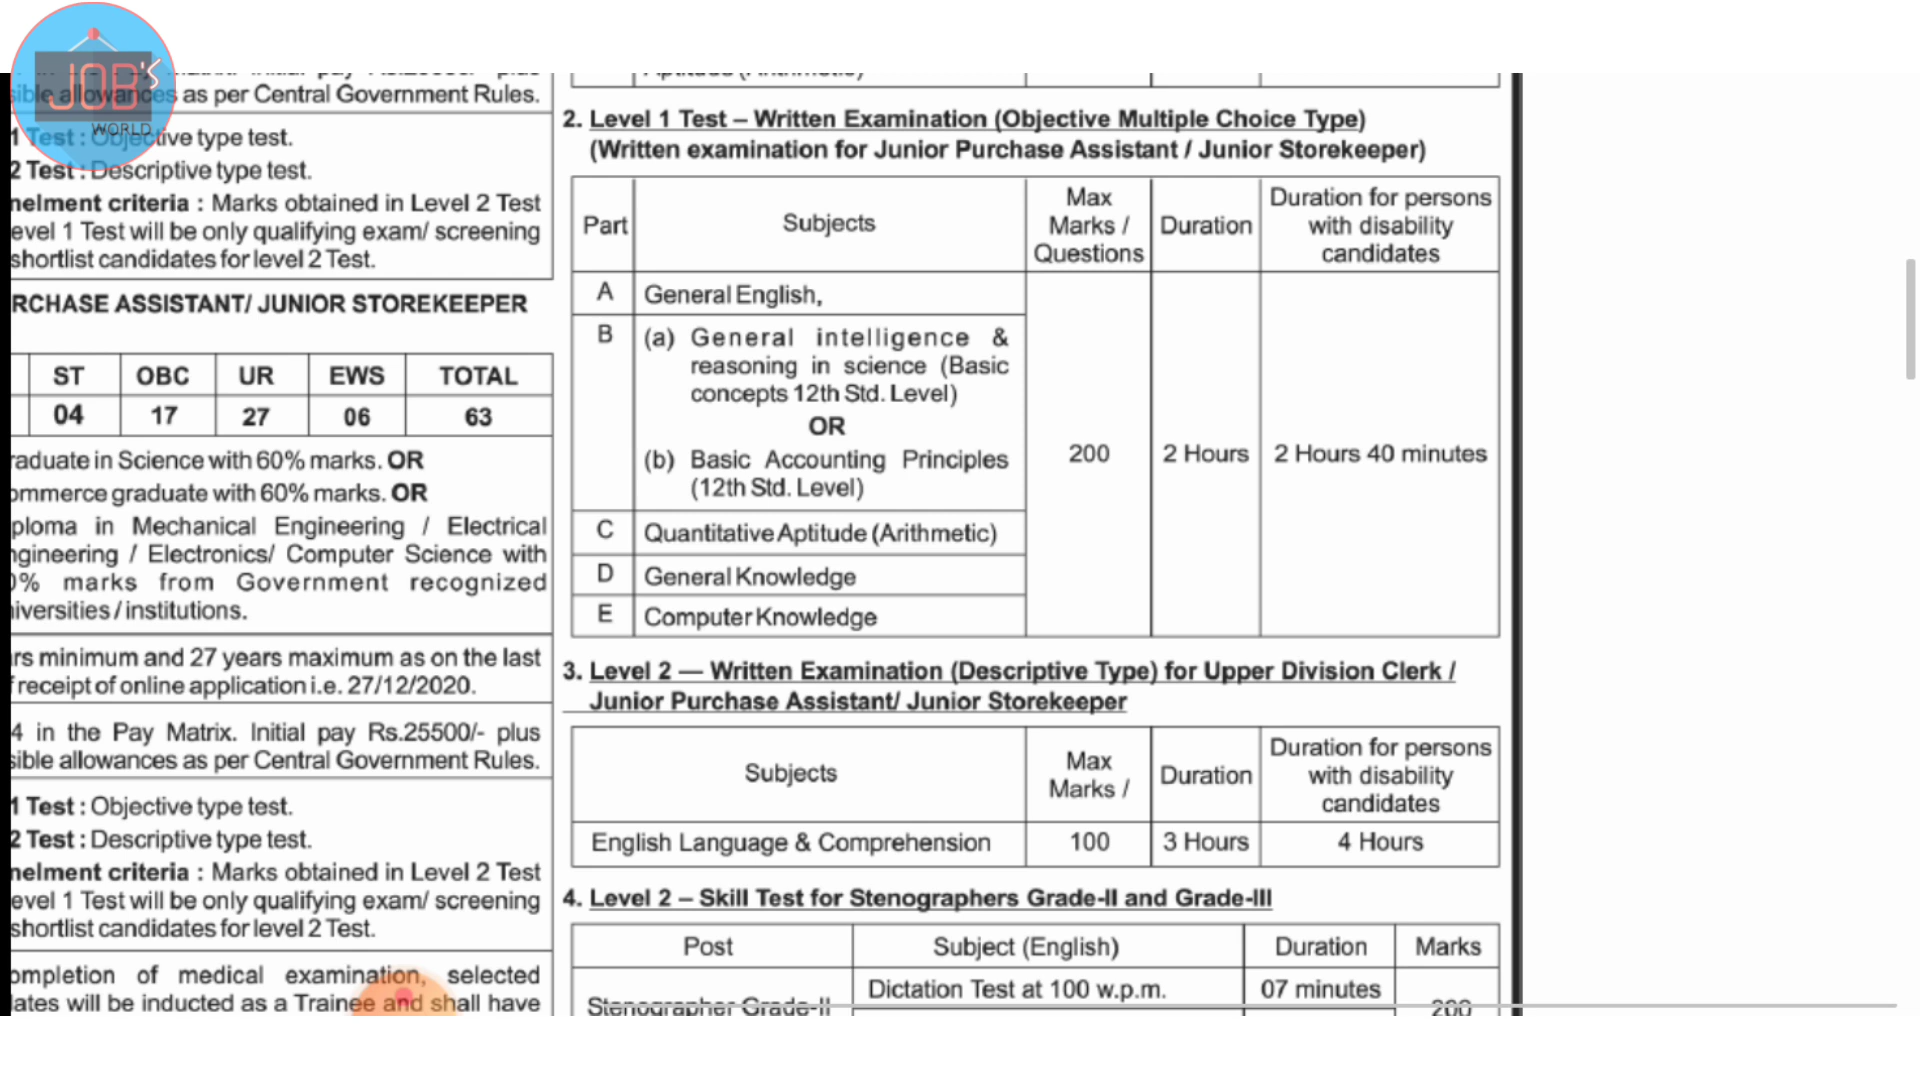 JOB'S
WORLD
sible allowances as per Central Government Rules.
1 Test : Objective type test.
2 Test : Descriptive type test.
nelment criteria : Marks obtained in Level 2 Test
evel 1 Test will be only qualifying exam/ screening
shortlist candidates for level 2 Test.
RCHASE ASSISTANT/ JUNIOR STOREKEEPER
ST OBC UR EWS TOTAL
04 17 27 06 63
raduate in Science with 60% marks. OR
ommerce graduate with 60% marks. OR
ploma in Mechanical Engineering / Electrical
ngineering / Electronics/ Computer Science with
0% marks from Government recognized
niversities / institutions.
rs minimum and 27 years maximum as on the last
f receipt of online application i.e. 27/12/2020.
4 in the Pay Matrix. Initial pay Rs.25500/- plus
sible allowances as per Central Government Rules.
1 Test : Objective type test.
2 Test : Descriptive type test.
nelment criteria : Marks obtained in Level 2 Test
evel 1 Test will be only qualifying exam/ screening
shortlist candidates for level 2 Test.
ompletion of medical examination, selected
lates will be inducted as a Trainee and shall have
Aptitude (Arithmetic)
2. Level 1 Test – Written Examination (Objective Multiple Choice Type)
(Written examination for Junior Purchase Assistant / Junior Storekeeper)
Part Subjects Max Marks / Questions Duration Duration for persons with disability candidates
A General English,
B (a) General intelligence &
reasoning in science (Basic
concepts 12th Std. Level)
OR
(b) Basic Accounting Principles
(12th Std. Level)
200 2 Hours 2 Hours 40 minutes
C Quantitative Aptitude (Arithmetic)
D General Knowledge
E Computer Knowledge
3. Level 2 — Written Examination (Descriptive Type) for Upper Division Clerk /
Junior Purchase Assistant/ Junior Storekeeper
Subjects Max Marks / Duration Duration for persons with disability candidates
English Language & Comprehension 100 3 Hours 4 Hours
4. Level 2 – Skill Test for Stenographers Grade-II and Grade-III
Post Subject (English) Duration Marks
Dictation Test at 100 w.p.m. 07 minutes
Stenographer Grade-II 200